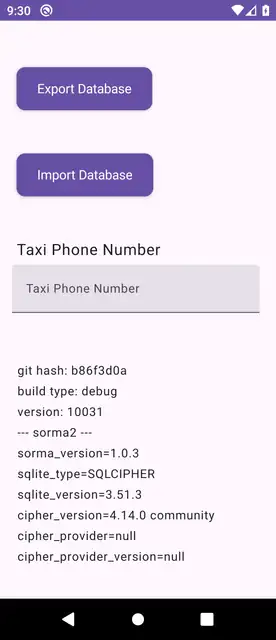 9:30
Export Database
Import Database
Taxi Phone Number
Taxi Phone Number
git hash: b86f3d0a
build type: debug
version: 10031
--- sorma2 ---
sorma_version=1.0.3
sqlite_type=SQLCIPHER
sqlite_version=3.51.3
cipher_version=4.14.0 community
cipher_provider=null
cipher_provider_version=null